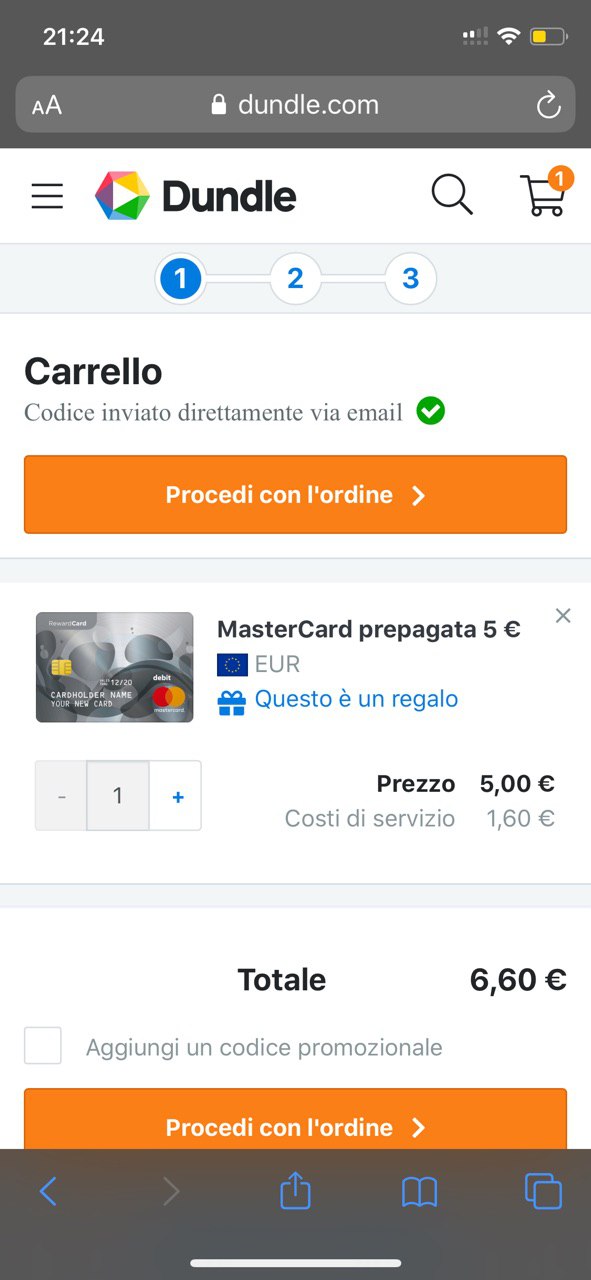 21:24
AA dundle.com
Dundle
1
1 2 3
Carrello
Codice inviato direttamente via email
Procedi con l'ordine
RewardCard
12/20
debit
CARDHOLDER NAME
YOUR NEW CARD
mastercard.
MasterCard prepagata 5 €
EUR
Questo è un regalo
- 1 +
Prezzo 5,00 €
Costi di servizio 1,60 €
Totale 6,60 €
Aggiungi un codice promozionale
Procedi con l'ordine